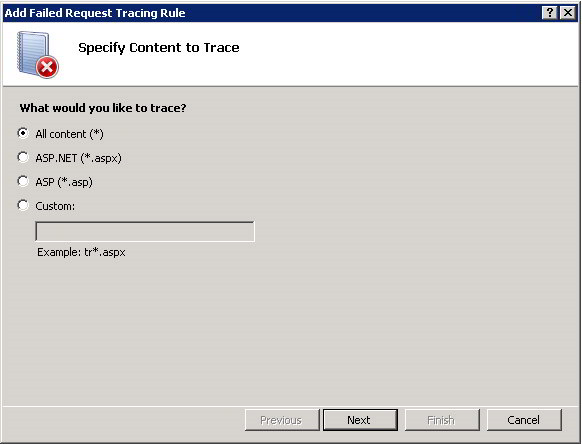 Add Failed Request Tracing Rule
Specify Content to Trace
What would you like to trace?
All content (*)
ASP.NET (*.aspx)
ASP (*.asp)
Custom:
Example: tr*.aspx
Previous Next Finish Cancel